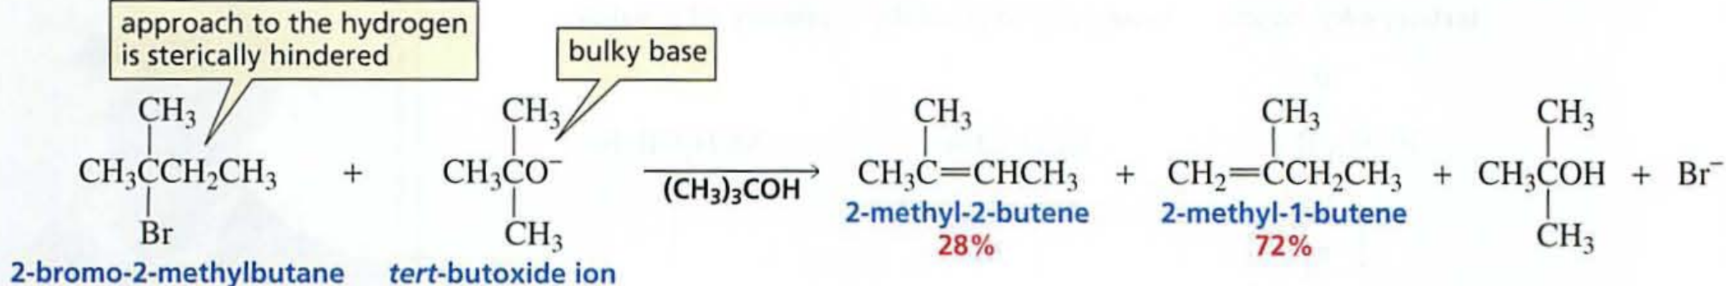 approach to the hydrogen
is sterically hindered
bulky base
CH₃ CH₃ CH₃ CH₃ CH₃
CH₃CCH₂CH₃ + CH₃CO⁻ (CH₃)₃COH CH₃C=CHCH₃ + CH₂=CCH₂CH₃ + CH₃COH + Br⁻
Br CH₃ CH₃
2-methyl-2-butene 2-methyl-1-butene
28% 72%
2-bromo-2-methylbutane tert-butoxide ion